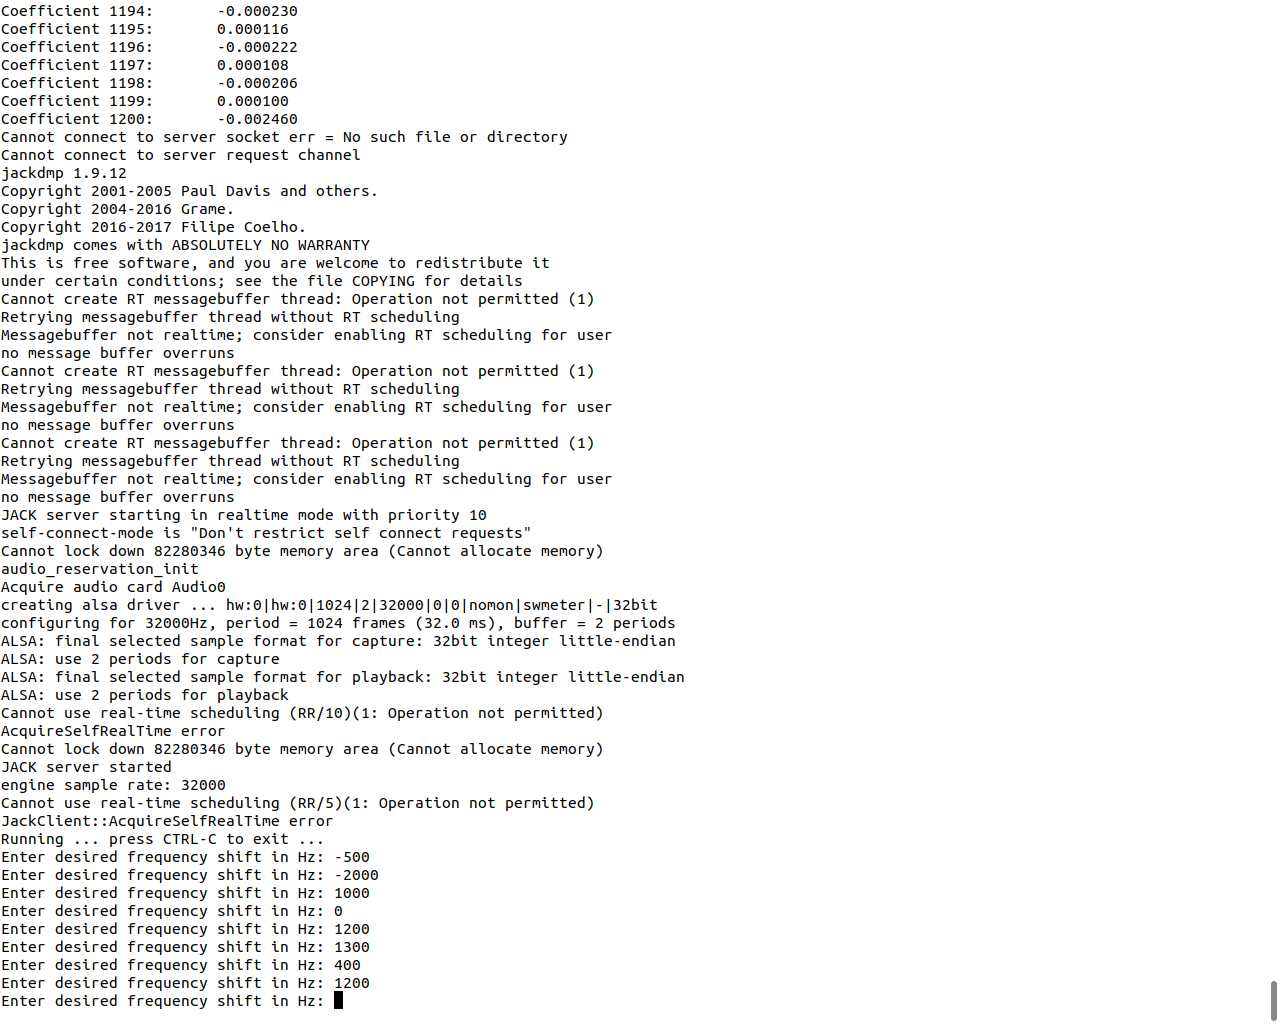 Coefficient 1194:       -0.000230
Coefficient 1195:       0.000116
Coefficient 1196:       -0.000222
Coefficient 1197:       0.000108
Coefficient 1198:       -0.000206
Coefficient 1199:       0.000100
Coefficient 1200:       -0.002460
Cannot connect to server socket err = No such file or directory
Cannot connect to server request channel
jackdmp 1.9.12
Copyright 2001-2005 Paul Davis and others.
Copyright 2004-2016 Grame.
Copyright 2016-2017 Filipe Coelho.
jackdmp comes with ABSOLUTELY NO WARRANTY
This is free software, and you are welcome to redistribute it
under certain conditions; see the file COPYING for details
Cannot create RT messagebuffer thread: Operation not permitted (1)
Retrying messagebuffer thread without RT scheduling
Messagebuffer not realtime; consider enabling RT scheduling for user
no message buffer overruns
Cannot create RT messagebuffer thread: Operation not permitted (1)
Retrying messagebuffer thread without RT scheduling
Messagebuffer not realtime; consider enabling RT scheduling for user
no message buffer overruns
Cannot create RT messagebuffer thread: Operation not permitted (1)
Retrying messagebuffer thread without RT scheduling
Messagebuffer not realtime; consider enabling RT scheduling for user
no message buffer overruns
JACK server starting in realtime mode with priority 10
self-connect-mode is "Don't restrict self connect requests"
Cannot lock down 82280346 byte memory area (Cannot allocate memory)
audio_reservation_init
Acquire audio card Audio0
creating alsa driver ... hw:0|hw:0|1024|2|32000|0|0|nomon|swmeter|-|32bit
configuring for 32000Hz, period = 1024 frames (32.0 ms), buffer = 2 periods
ALSA: final selected sample format for capture: 32bit integer little-endian
ALSA: use 2 periods for capture
ALSA: final selected sample format for playback: 32bit integer little-endian
ALSA: use 2 periods for playback
Cannot use real-time scheduling (RR/10)(1: Operation not permitted)
AcquireSelfRealTime error
Cannot lock down 82280346 byte memory area (Cannot allocate memory)
JACK server started
engine sample rate: 32000
Cannot use real-time scheduling (RR/5)(1: Operation not permitted)
JackClient::AcquireSelfRealTime error
Running ... press CTRL-C to exit ...
Enter desired frequency shift in Hz: -500
Enter desired frequency shift in Hz: -2000
Enter desired frequency shift in Hz: 1000
Enter desired frequency shift in Hz: 0
Enter desired frequency shift in Hz: 1200
Enter desired frequency shift in Hz: 1300
Enter desired frequency shift in Hz: 400
Enter desired frequency shift in Hz: 1200
Enter desired frequency shift in Hz: